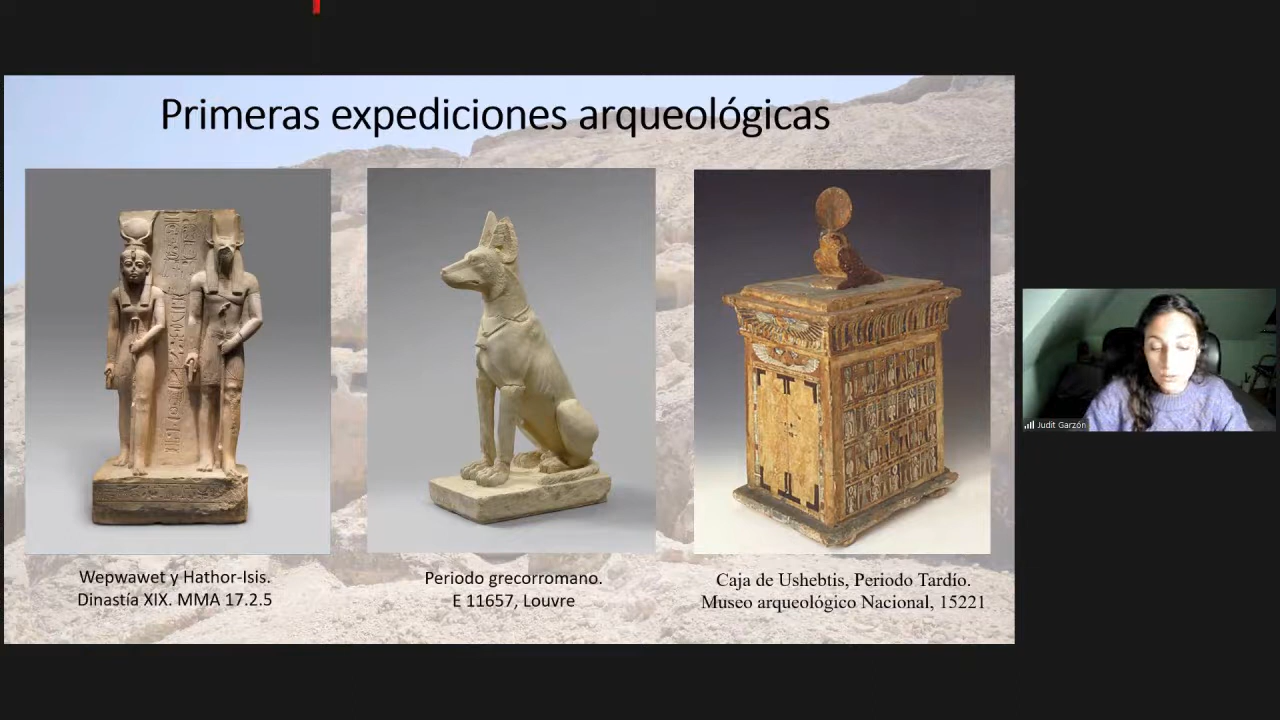 Primeras expediciones arqueológicas
Wepwawet y Hathor-Isis.
Dinastía XIX. MMA 17.2.5
Periodo grecorromano.
E 11657, Louvre
Caja de Ushebtis, Periodo Tardío.
Museo arqueológico Nacional, 15221
Judit Garzón